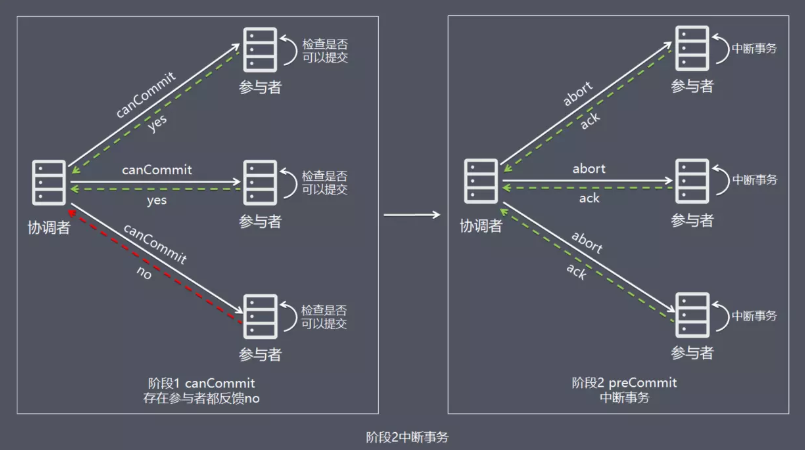 检查是否
可以提交
参与者
canCommit
yes
协调者
canCommit
yes
检查是否
可以提交
参与者
canCommit
no
检查是否
可以提交
参与者
阶段1 canCommit
存在参与者都反馈no
中断事务
参与者
abort
ack
协调者
abort
ack
中断事务
参与者
abort
ack
中断事务
参与者
阶段2 preCommit
中断事务
阶段2中断事务